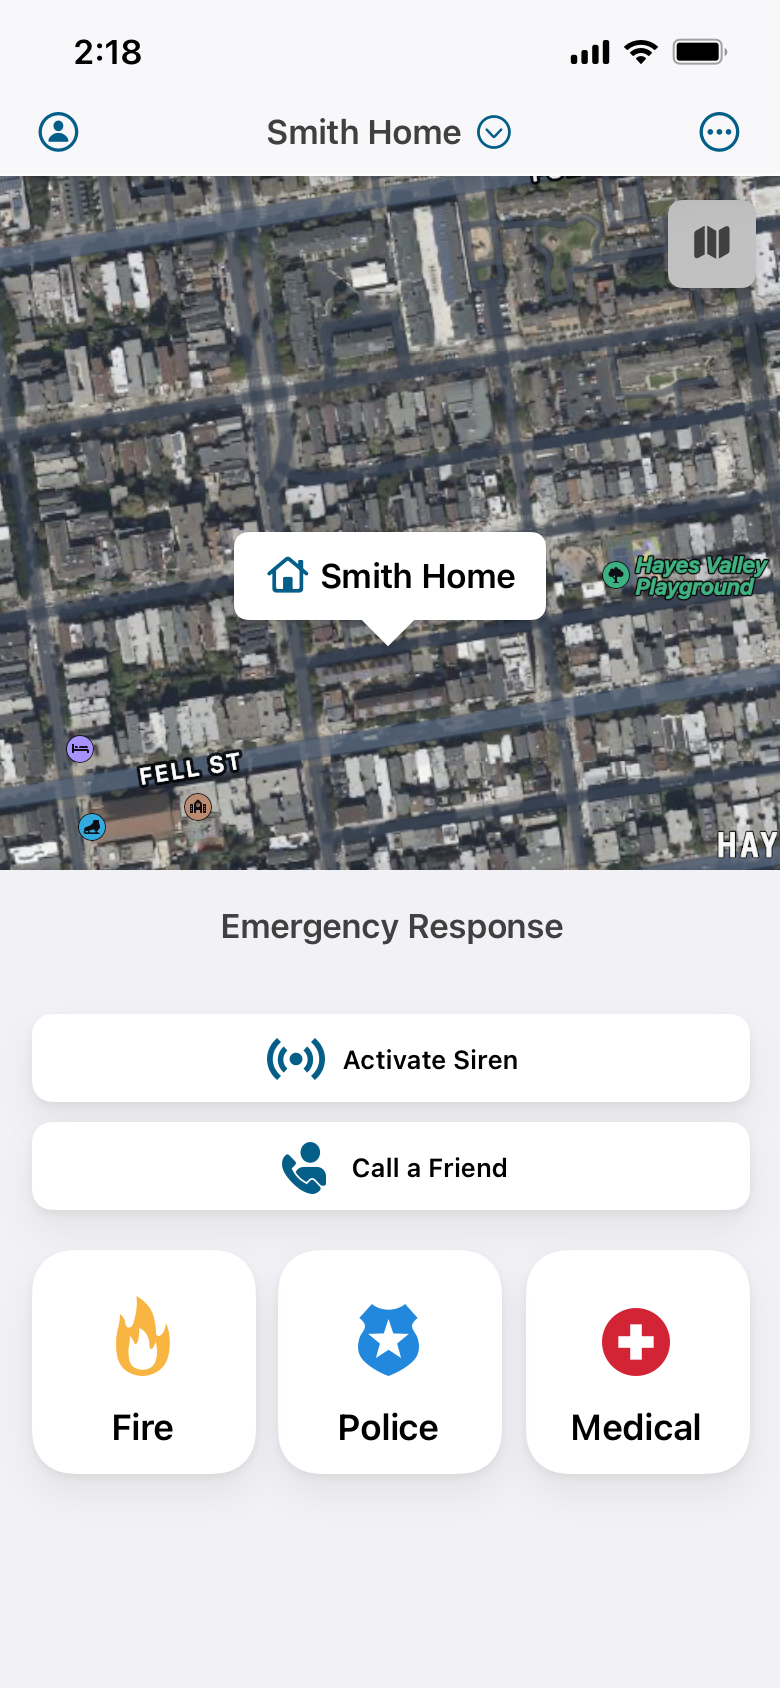 2:18
Smith Home
Smith Home
Hayes Valley
Playground
FELL ST
HAY
Emergency Response
Activate Siren
Call a Friend
Fire
Police
Medical